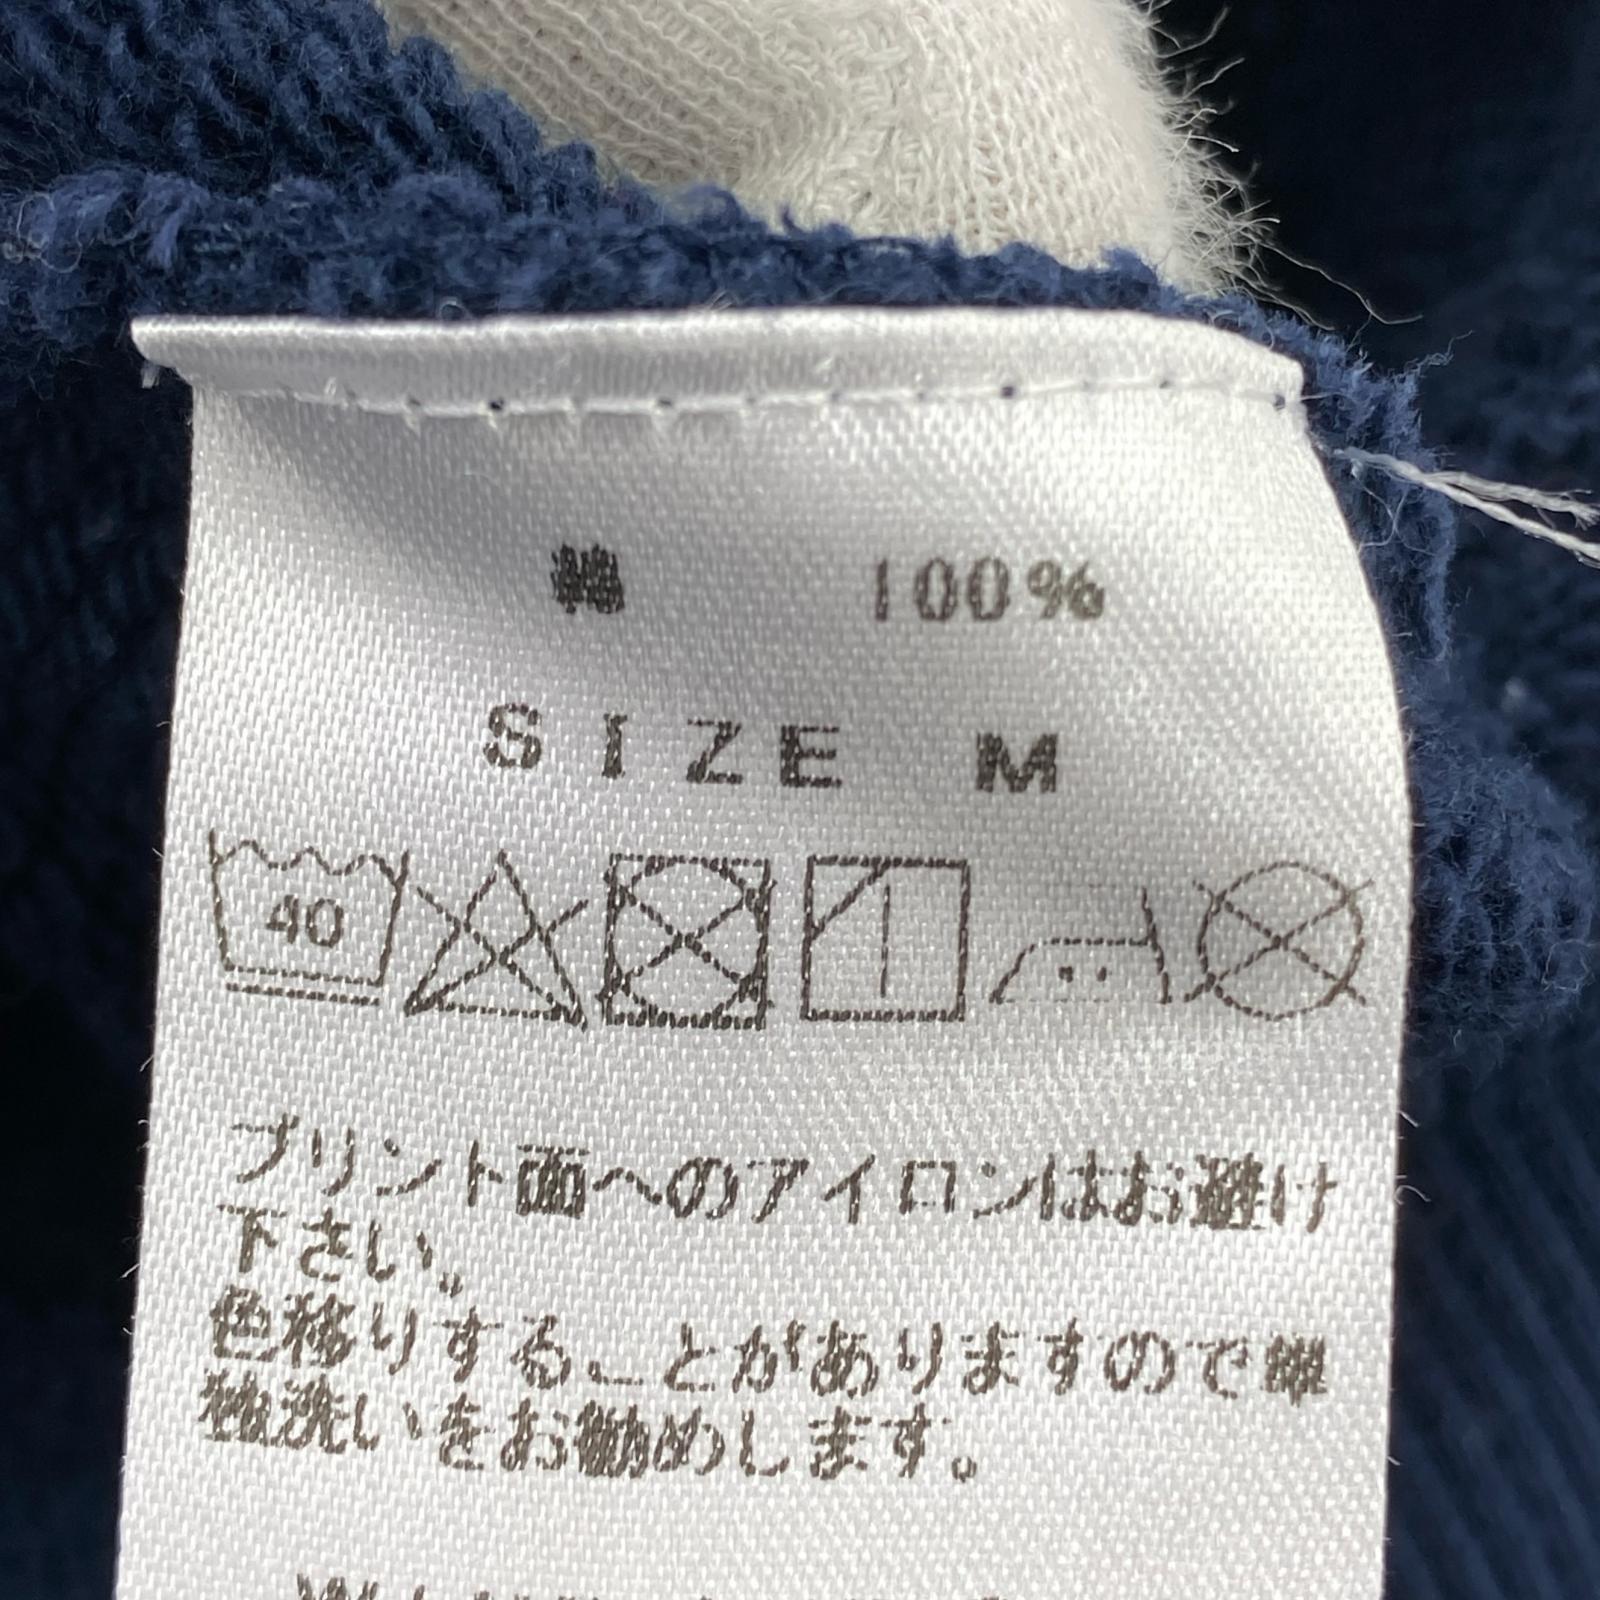 綿 100%
SIZE M
40
プリント面へのアイロンはお避け
下さい。
色移りすることがありますので単
独洗いをお勧めします。